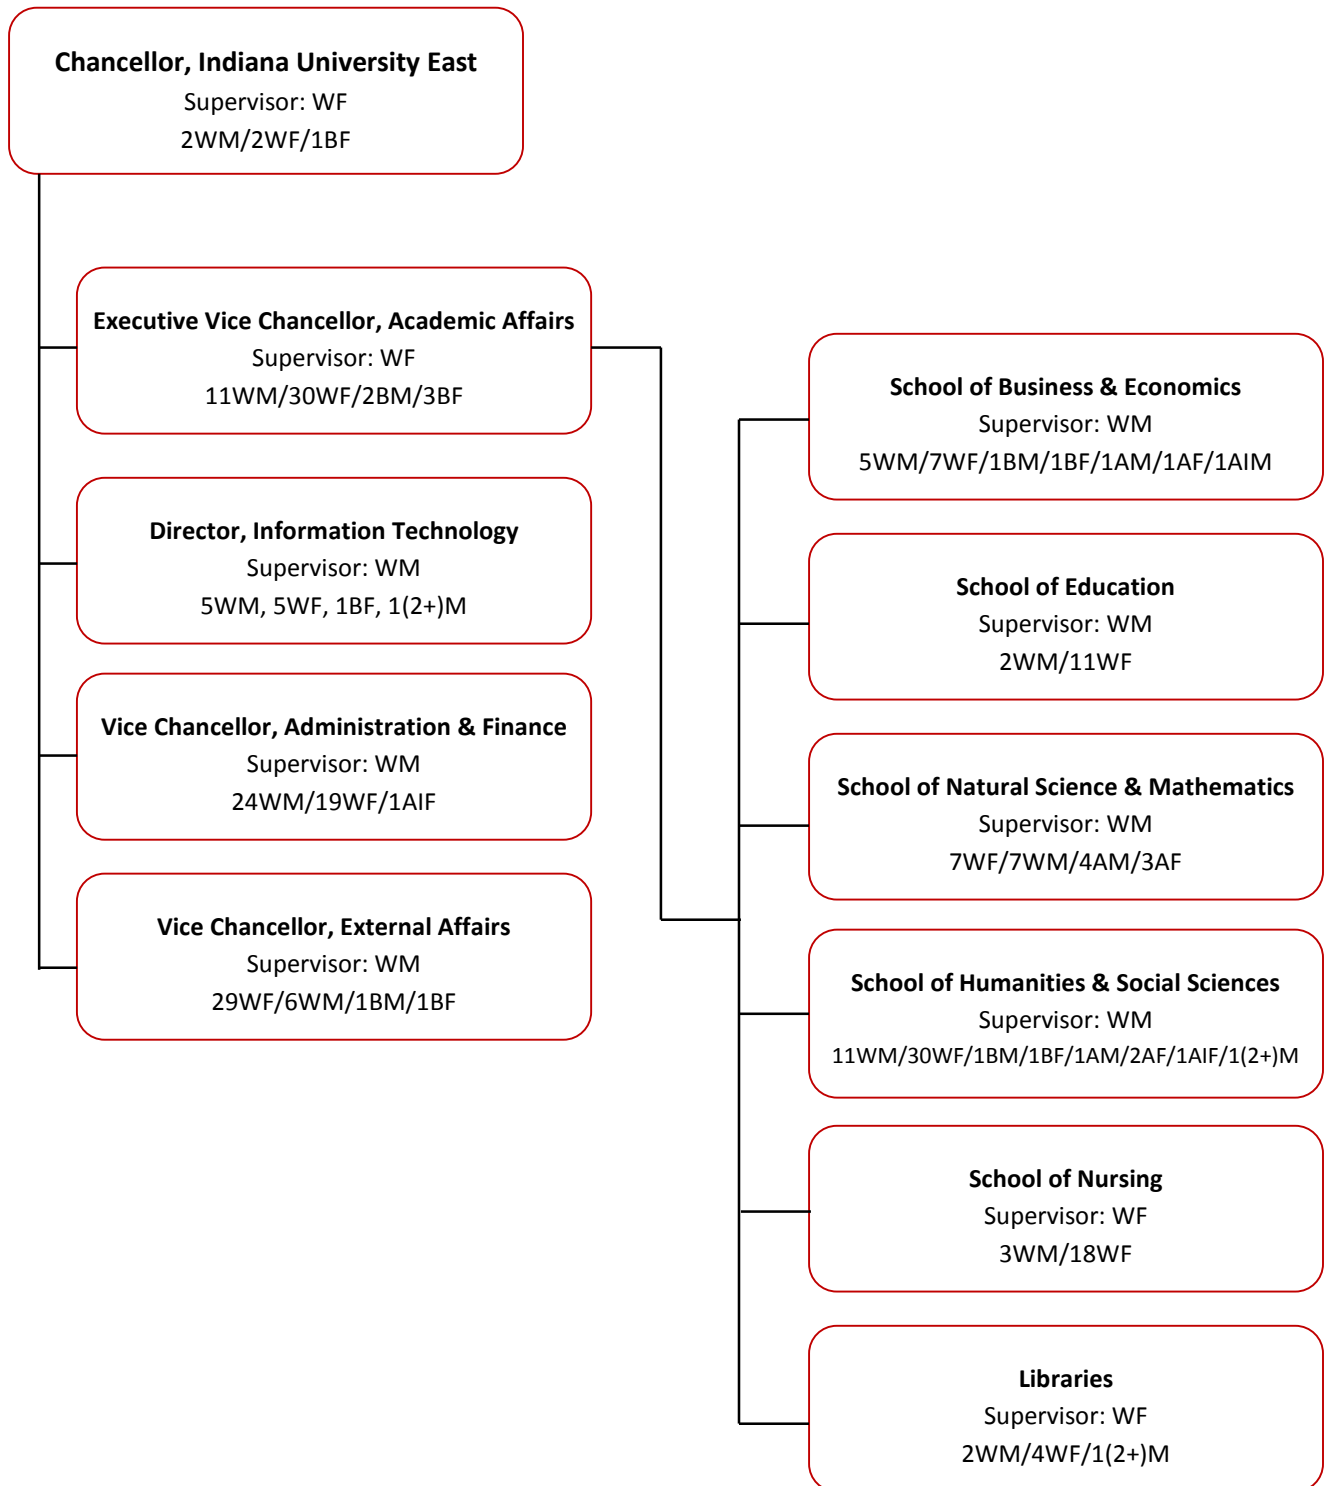 Chancellor, Indiana University East
Supervisor: WF
2WM/2WF/1BF
Executive Vice Chancellor, Academic Affairs
Supervisor: WF
11WM/30WF/2BM/3BF
Director, Information Technology
Supervisor: WM
5WM, 5WF, 1BF, 1(2+)M
Vice Chancellor, Administration & Finance
Supervisor: WM
24WM/19WF/1AIF
Vice Chancellor, External Affairs
Supervisor: WM
29WF/6WM/1BM/1BF
School of Business & Economics
Supervisor: WM
5WM/7WF/1BM/1BF/1AM/1AF/1AIM
School of Education
Supervisor: WM
2WM/11WF
School of Natural Science & Mathematics
Supervisor: WM
7WF/7WM/4AM/3AF
School of Humanities & Social Sciences
Supervisor: WM
11WM/30WF/1BM/1BF/1AM/2AF/1AIF/1(2+)M
School of Nursing
Supervisor: WF
3WM/18WF
Libraries
Supervisor: WF
2WM/4WF/1(2+)M